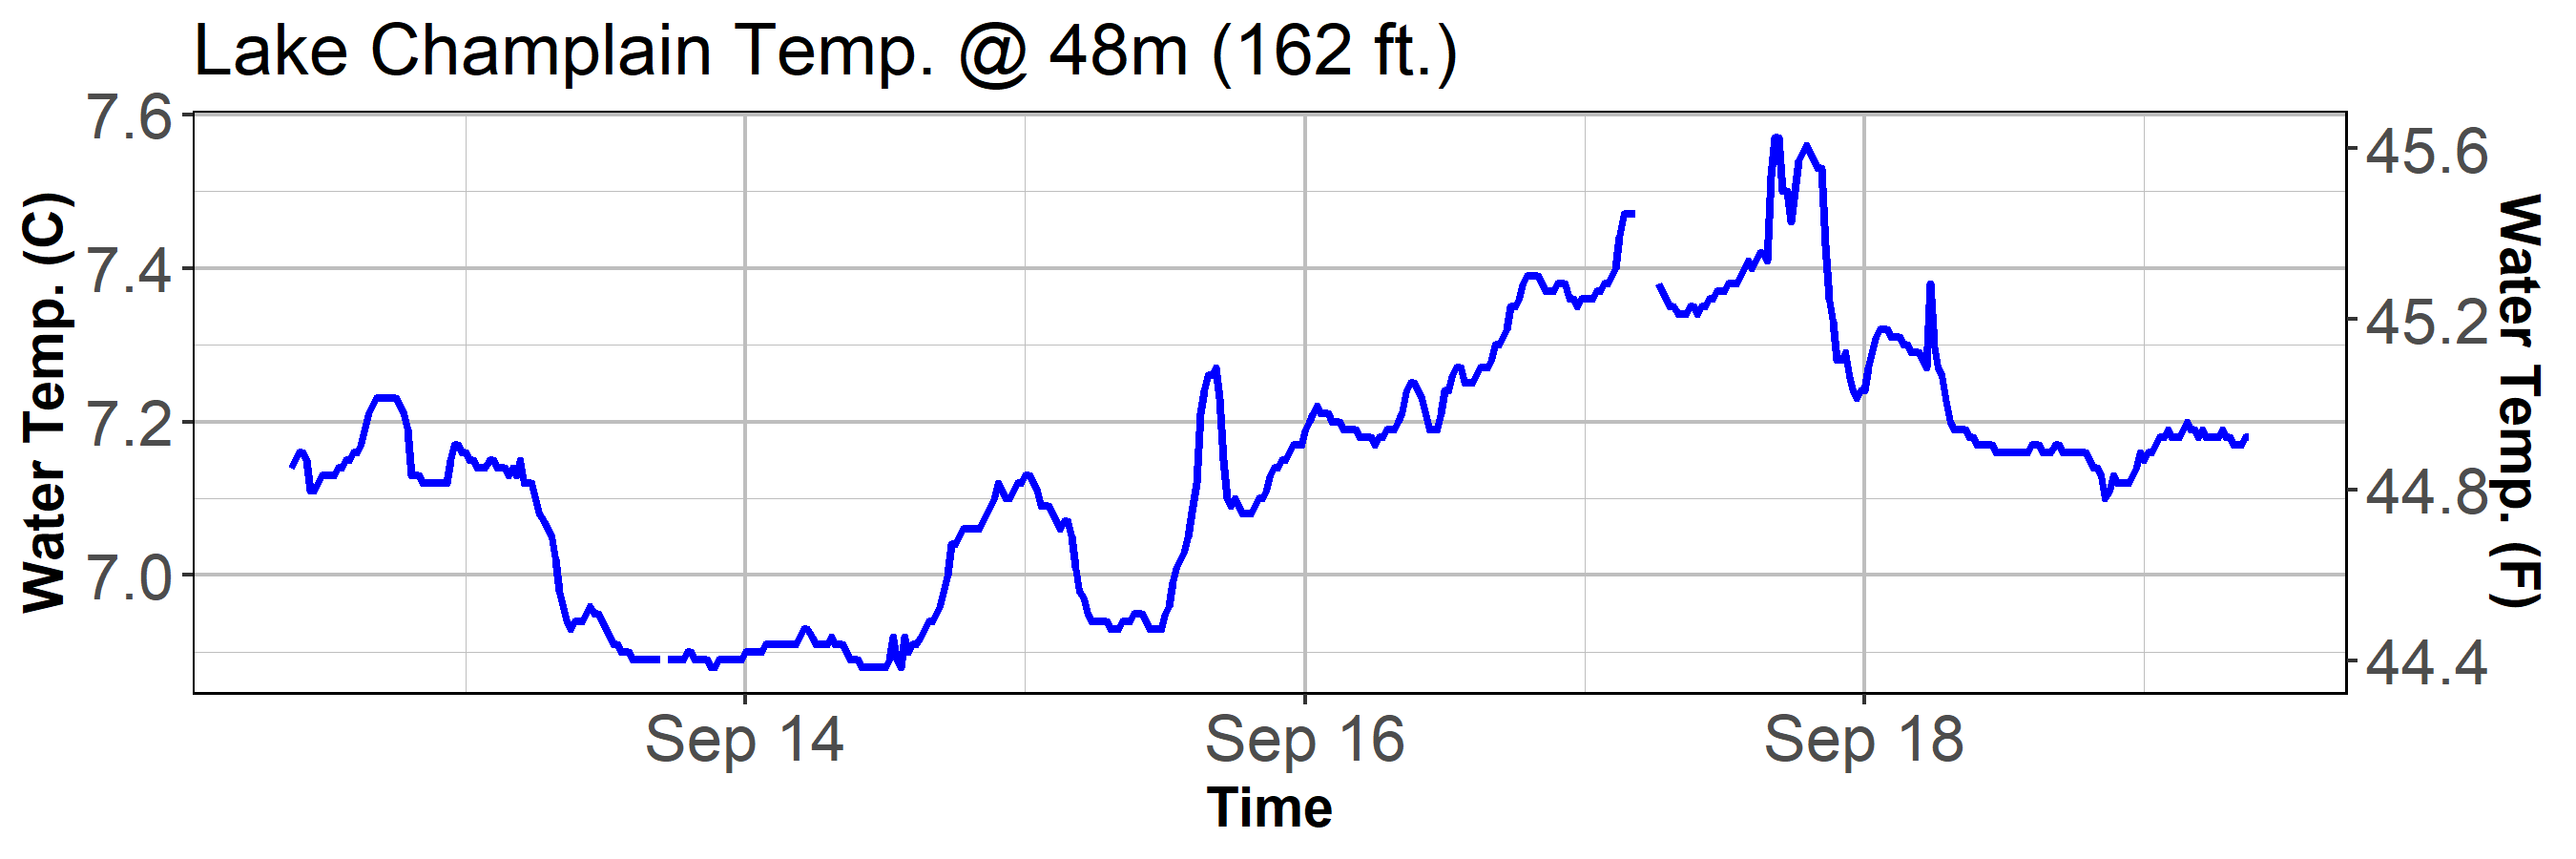 Lake Champlain Temp. @ 48m (162 ft.)
Water Temp. (C)
7.6
7.4
7.2
7.0
45.6
45.2
44.8
44.4
Water Temp. (F)
Sep 14 Sep 16 Sep 18
Time